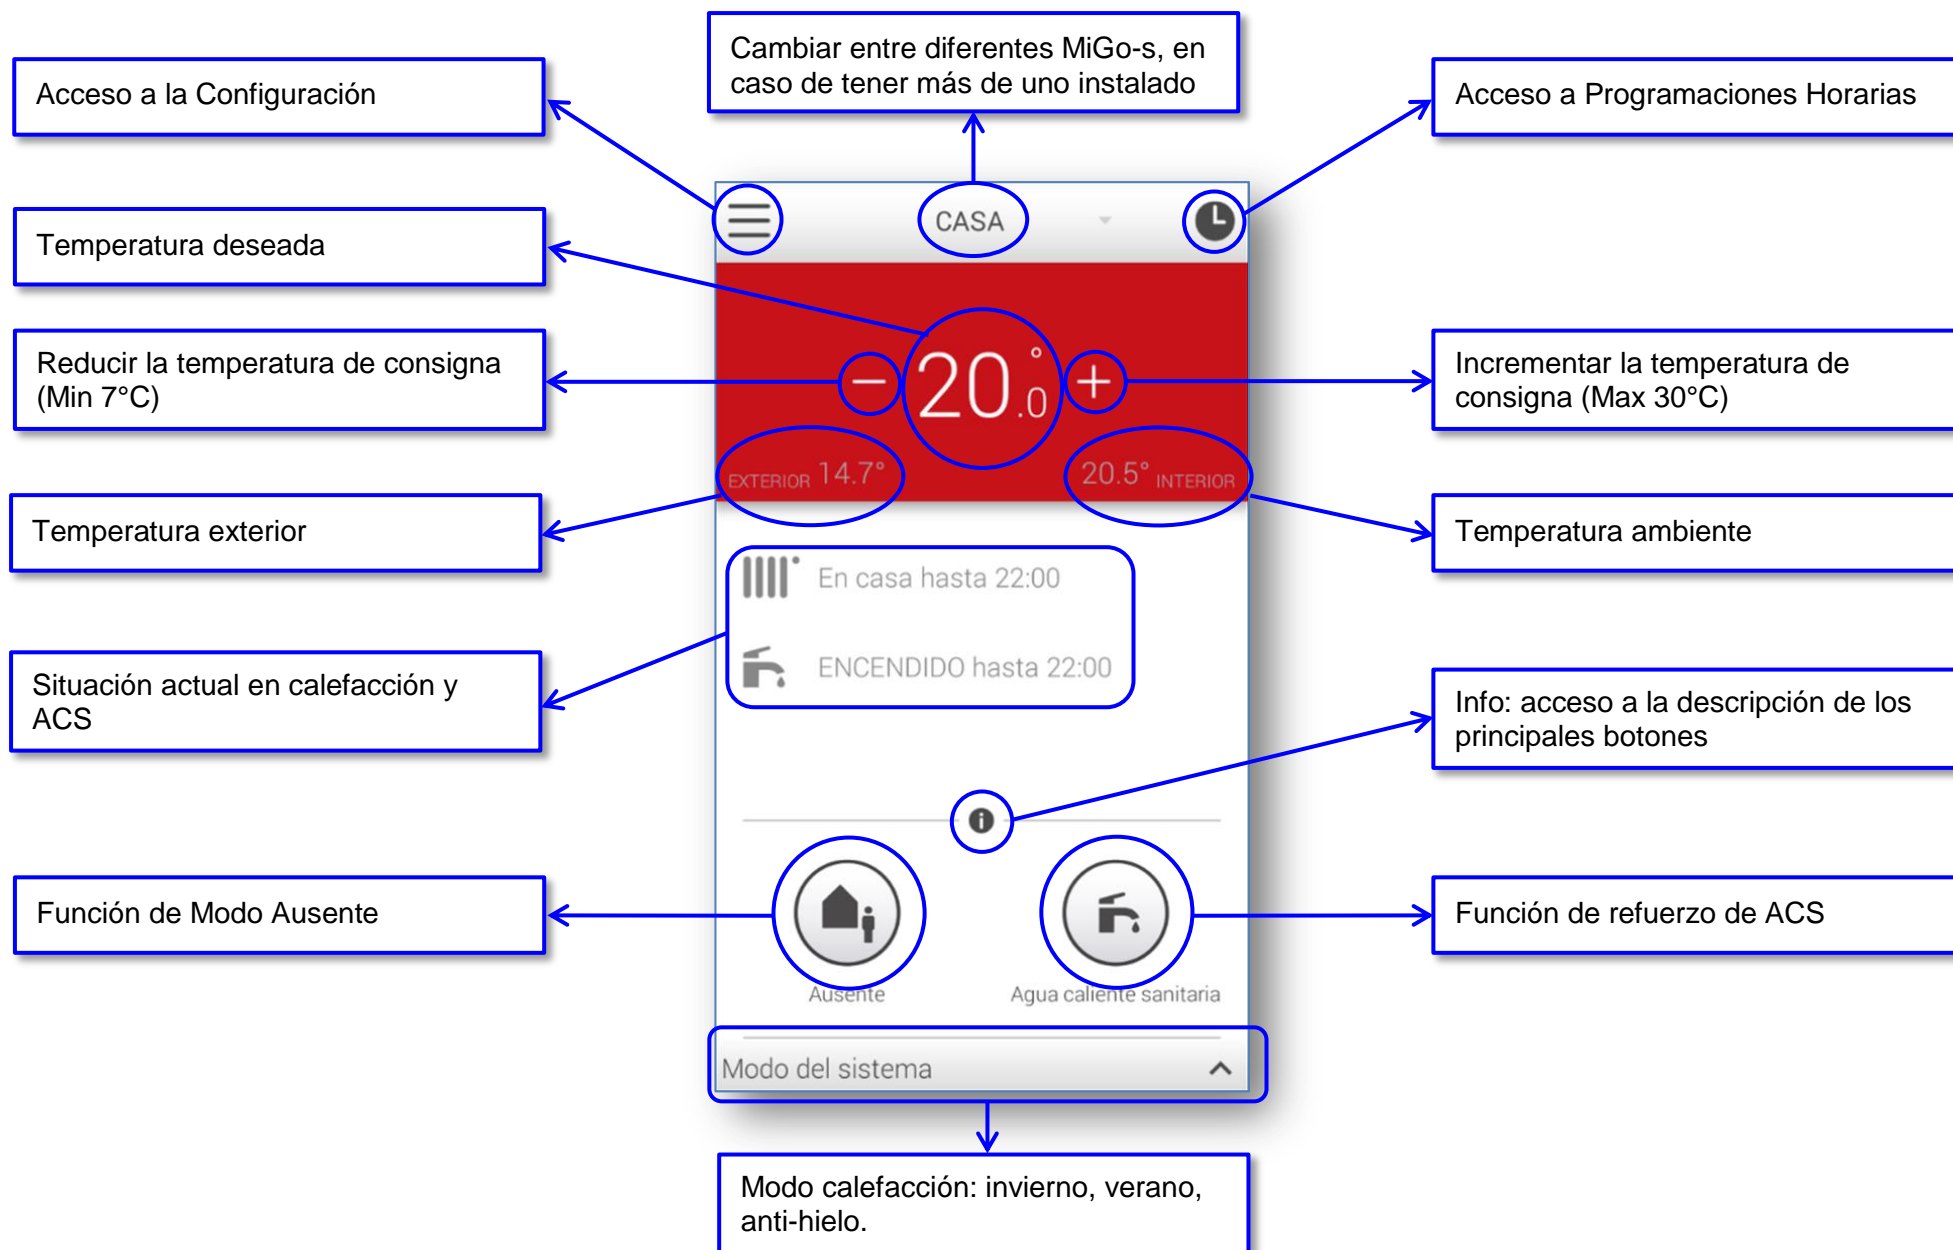 Cambiar entre diferentes MiGo-s, en
caso de tener más de uno instalado
Acceso a la Configuración
Acceso a Programaciones Horarias
CASA
Temperatura deseada
Reducir la temperatura de consigna
(Min 7°C)
20.0°
Incrementar la temperatura de
consigna (Max 30°C)
EXTERIOR 14.7°
20.5° INTERIOR
Temperatura exterior
Temperatura ambiente
En casa hasta 22:00
ENCENDIDO hasta 22:00
Situación actual en calefacción y
ACS
Info: acceso a la descripción de los
principales botones
Función de Modo Ausente
Función de refuerzo de ACS
Ausente
Agua caliente sanitaria
Modo del sistema
Modo calefacción: invierno, verano,
anti-hielo.